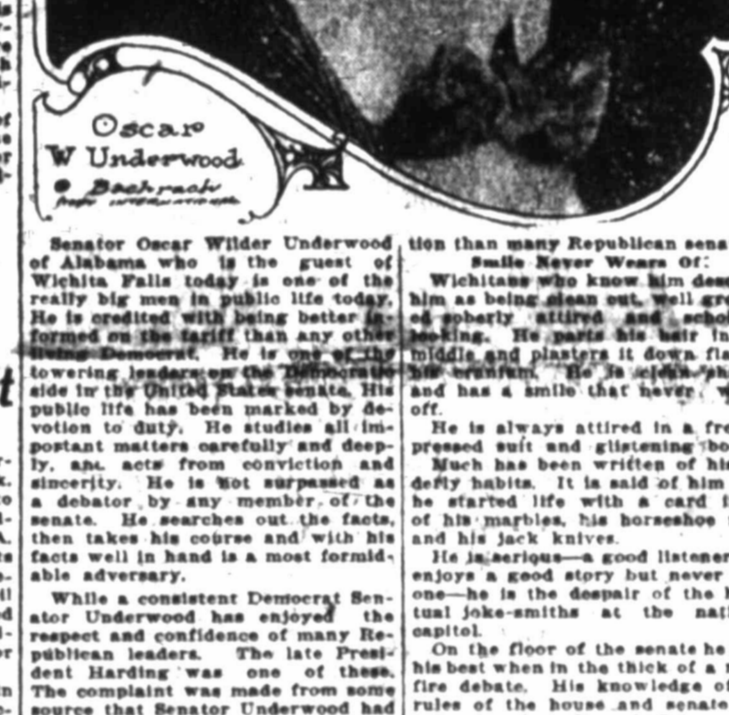 Oscar
W Underwood
© Bachrach
from International
Senator Oscar Wilder Underwood
of Alabama who is the guest of
Wichita Falls today is one of the
really big men in public life today.
He is credited with being better in-
formed on the tariff than any other
living Democrat. He is one of the
towering leaders on the Democratic
side in the United States senate. His
public life has been marked by de-
votion to duty. He studies all im-
postant matters carefully and deep-
ly, and acts from conviction and
sincerity. He is not surpassed as
a debator by any member of the
senate. He searches out the facts,
then takes his course and with his
facts well in hand is a most formid-
able adversary.
While a consistent Democrat Sen-
ator Underwood has enjoyed the
respect and confidence of many Re-
publican leaders. The late Presi-
dent Harding was one of these.
The complaint was made from some
source that Senator Underwood had
tion than many Republican sena
Smile Never Wears Of:
Wichitans who know him des
him as being clean cut, well gro
ed soberly attired and schol
looking. He parts his hair in
middle and plasters it down fla
his cranium. He is clean sh
and has a smile that never w
off.
He is always attired in a fre
pressed suit and glistening bo
Much has been written of his
derly habits. It is said of him
he started life with a card i
of his marbles, his horseshoe
and his jack knives.
He is serious—a good listener
enjoys a good story but never
one—he is the despair of the h
tual joke-smiths at the nati
capitol.
On the floor of the senate he
his best when in the thick of a r
fire debate. His knowledge of
rules of the house and senate